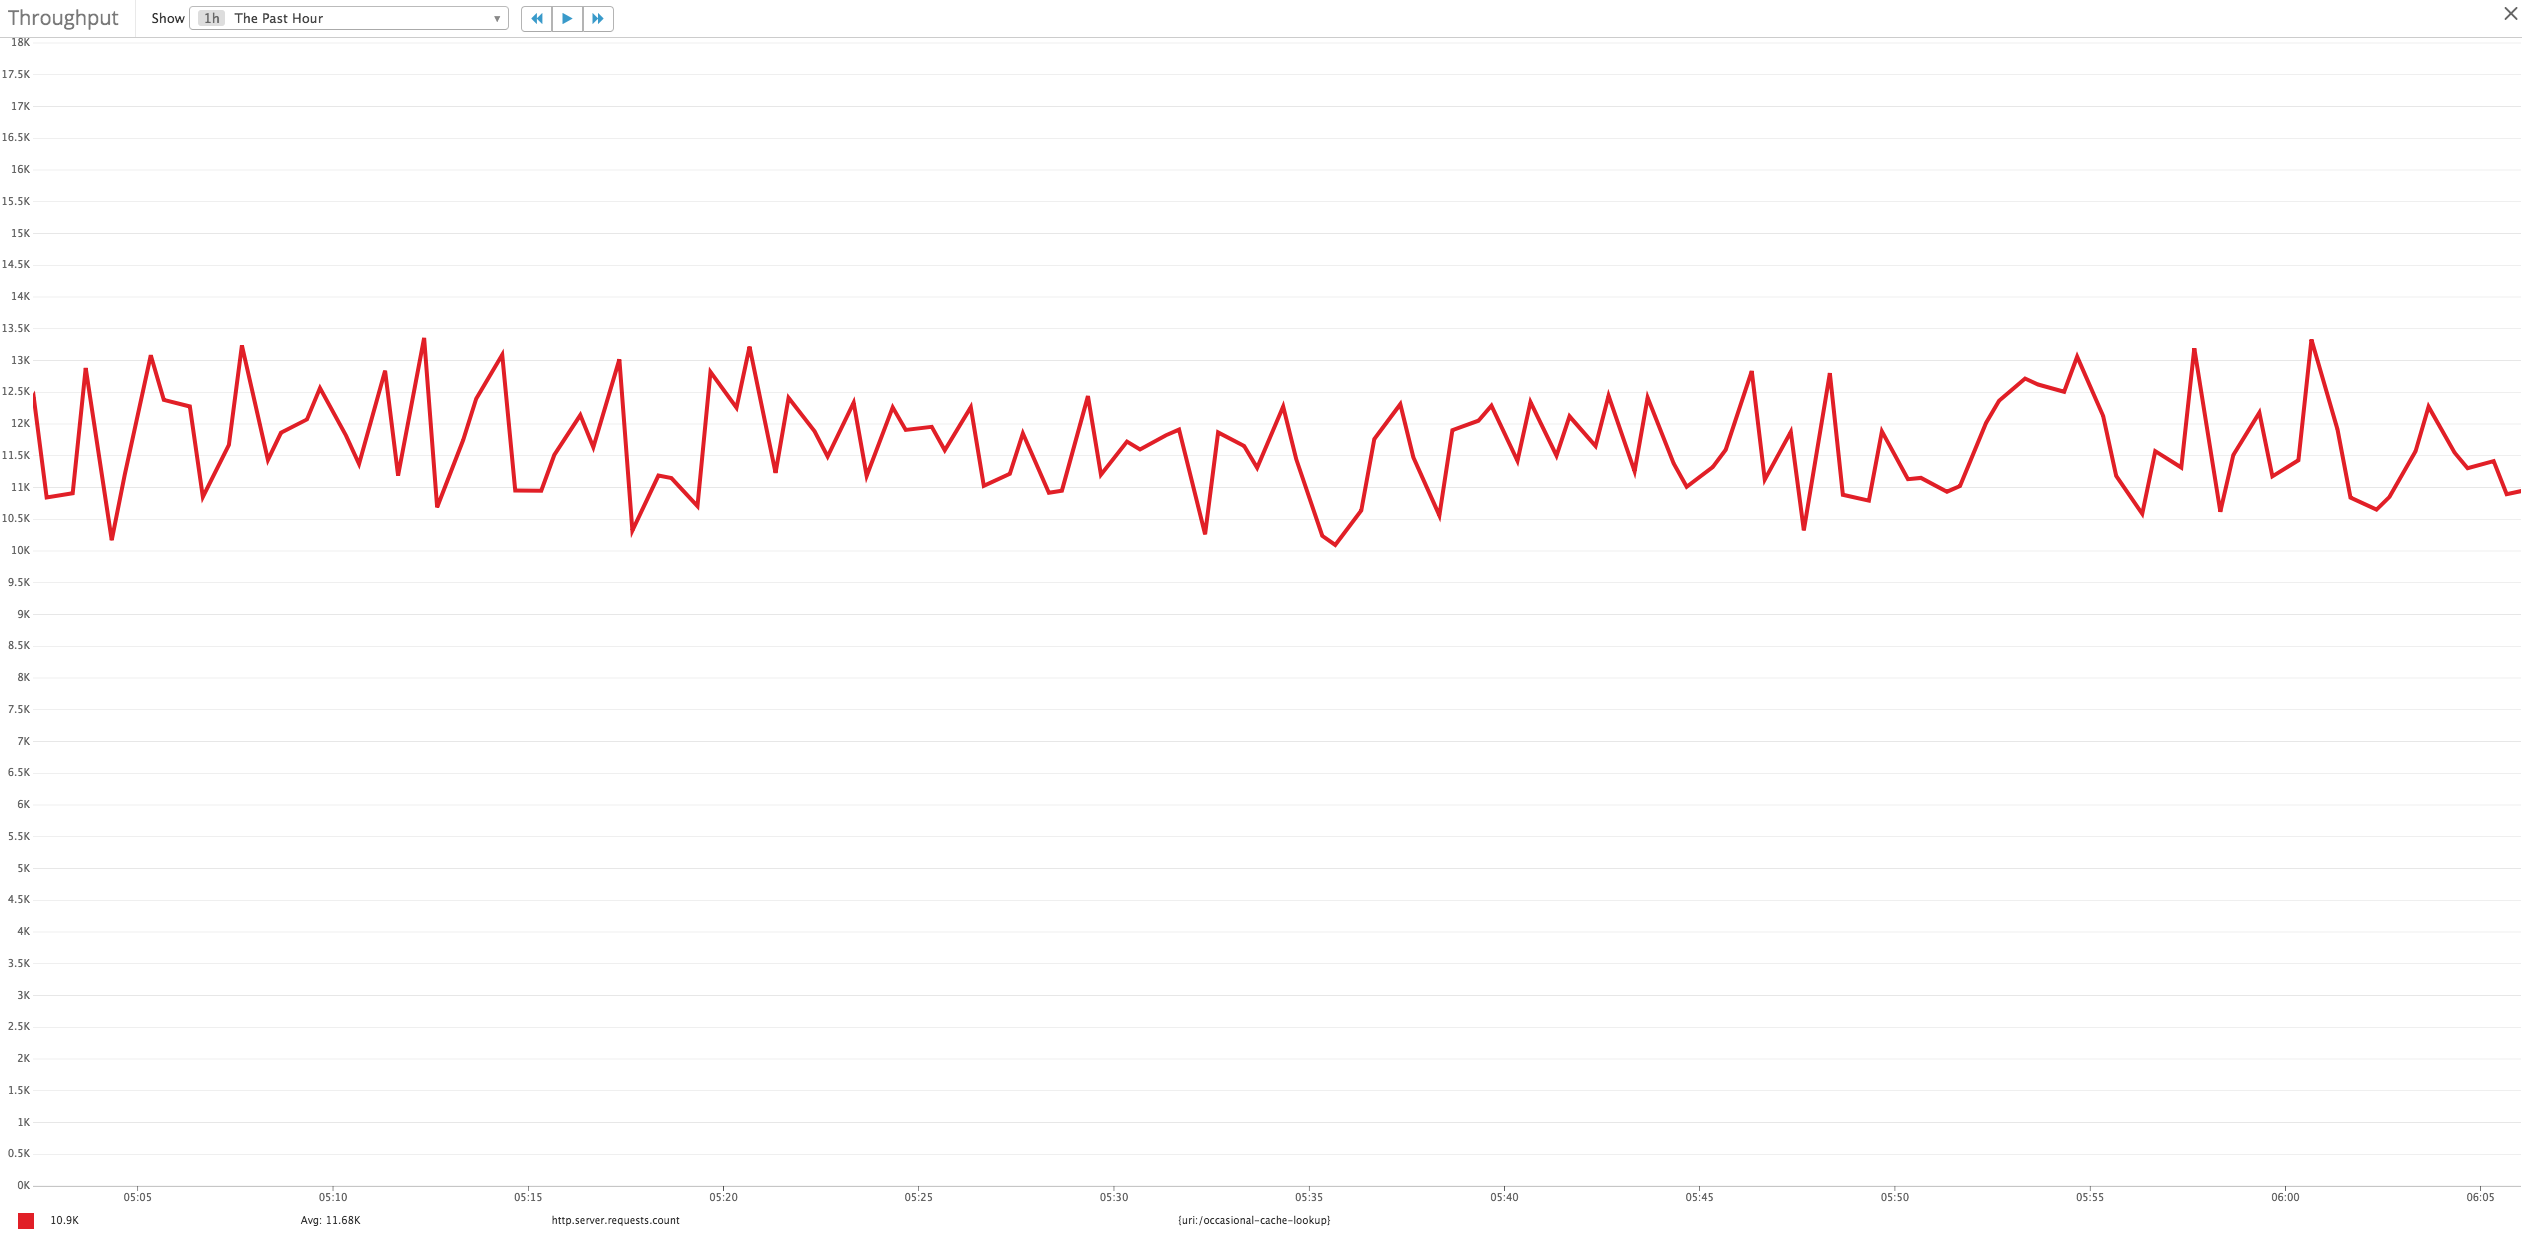 Throughput Show 1h The Past Hour
18K
17.5K
17K
16.5K
16K
15.5K
15K
14.5K
14K
13.5K
13K
12.5K
12K
11.5K
11K
10.5K
10K
9.5K
9K
8.5K
8K
7.5K
7K
6.5K
6K
5.5K
5K
4.5K
4K
3.5K
3K
2.5K
2K
1.5K
1K
0.5K
0K
05:05 05:10 05:15 05:20 05:25 05:30 05:35 05:40 05:45 05:50 05:55 06:00 06:05
10.9K Avg: 11.68K http.server.requests.count {uri:/occasional-cache-lookup}